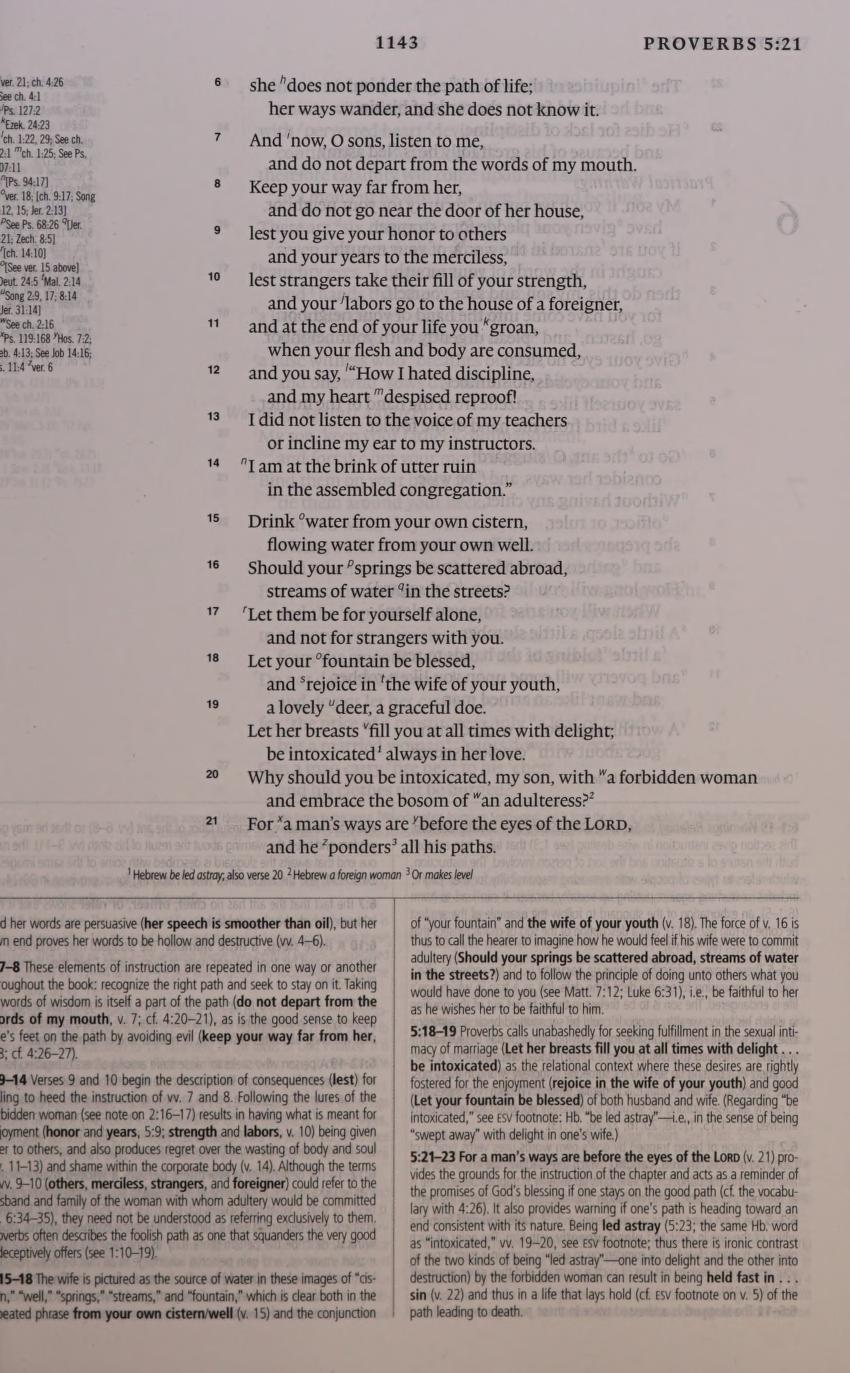 1143
PROVERBS 5:21
ver. 21; ch. 4:26
See ch. 4:1
Ps. 127:2
k Ezek. 24:23
l ch. 1:22, 29; See ch.
2:1 m ch. 1:25; See Ps.
07:11
n [Ps. 94:17]
o ver. 18; [ch. 9:17; Song
12, 15; Jer. 2:13]
p See Ps. 68:26 q [Jer.
21; Zech. 8:5]
r [ch. 14:10]
o [See ver. 15 above]
Deut. 24:5 t Mal. 2:14
u Song 2:9, 17; 8:14
Jer. 31:14]
w See ch. 2:16
x Ps. 119:168 y Hos. 7:2;
eb. 4:13; See Job 14:16;
s. 11:4 z ver. 6
6 she h does not ponder the path of life;
her ways wander, and she does not know it.
7 And i now, O sons, listen to me,
and do not depart from the words of my mouth.
8 Keep your way far from her,
and do not go near the door of her house,
9 lest you give your honor to others
and your years to the merciless,
10 lest strangers take their fill of your strength,
and your j labors go to the house of a foreigner,
11 and at the end of your life you k groan,
when your flesh and body are consumed,
12 and you say, l “How I hated discipline,
and my heart m despised reproof!
13 I did not listen to the voice of my teachers
or incline my ear to my instructors.
14 n I am at the brink of utter ruin
in the assembled congregation.”
15 Drink o water from your own cistern,
flowing water from your own well.
16 Should your p springs be scattered abroad,
streams of water q in the streets?
17 r Let them be for yourself alone,
and not for strangers with you.
18 Let your o fountain be blessed,
and s rejoice in t the wife of your youth,
19 a lovely u deer, a graceful doe.
Let her breasts v fill you at all times with delight;
be intoxicated 1 always in her love.
20 Why should you be intoxicated, my son, with w a forbidden woman
and embrace the bosom of w an adulteress? 2
21 For x a man’s ways are y before the eyes of the LORD,
and he z ponders 3 all his paths.
1 Hebrew be led astray; also verse 20 2 Hebrew a foreign woman 3 Or makes level
d her words are persuasive (her speech is smoother than oil), but her
n end proves her words to be hollow and destructive (vv. 4–6).
7–8 These elements of instruction are repeated in one way or another
oughout the book: recognize the right path and seek to stay on it. Taking
words of wisdom is itself a part of the path (do not depart from the
ords of my mouth, v. 7; cf. 4:20–21), as is the good sense to keep
e’s feet on the path by avoiding evil (keep your way far from her,
8; cf. 4:26–27).
9–14 Verses 9 and 10 begin the description of consequences (lest) for
ling to heed the instruction of vv. 7 and 8. Following the lures of the
bidden woman (see note on 2:16–17) results in having what is meant for
joyment (honor and years, 5:9; strength and labors, v. 10) being given
er to others, and also produces regret over the wasting of body and soul
. 11–13) and shame within the corporate body (v. 14). Although the terms
vv. 9–10 (others, merciless, strangers, and foreigner) could refer to the
sband and family of the woman with whom adultery would be committed
6:34–35), they need not be understood as referring exclusively to them.
overbs often describes the foolish path as one that squanders the very good
deceptively offers (see 1:10–19).
15–18 The wife is pictured as the source of water in these images of “cis-
n,” “well,” “springs,” “streams,” and “fountain,” which is clear both in the
eated phrase from your own cistern/well (v. 15) and the conjunction
of “your fountain” and the wife of your youth (v. 18). The force of v. 16 is
thus to call the hearer to imagine how he would feel if his wife were to commit
adultery (Should your springs be scattered abroad, streams of water
in the streets?) and to follow the principle of doing unto others what you
would have done to you (see Matt. 7:12; Luke 6:31), i.e., be faithful to her
as he wishes her to be faithful to him.
5:18–19 Proverbs calls unabashedly for seeking fulfillment in the sexual inti-
macy of marriage (Let her breasts fill you at all times with delight . . .
be intoxicated) as the relational context where these desires are rightly
fostered for the enjoyment (rejoice in the wife of your youth) and good
(Let your fountain be blessed) of both husband and wife. (Regarding “be
intoxicated,” see ESV footnote: Hb. “be led astray”—i.e., in the sense of being
“swept away” with delight in one’s wife.)
5:21–23 For a man’s ways are before the eyes of the LORD (v. 21) pro-
vides the grounds for the instruction of the chapter and acts as a reminder of
the promises of God’s blessing if one stays on the good path (cf. the vocabu-
lary with 4:26). It also provides warning if one’s path is heading toward an
end consistent with its nature. Being led astray (5:23; the same Hb. word
as “intoxicated,” vv. 19–20, see ESV footnote; thus there is ironic contrast
of the two kinds of being “led astray”—one into delight and the other into
destruction) by the forbidden woman can result in being held fast in . . .
sin (v. 22) and thus in a life that lays hold (cf. ESV footnote on v. 5) of the
path leading to death.